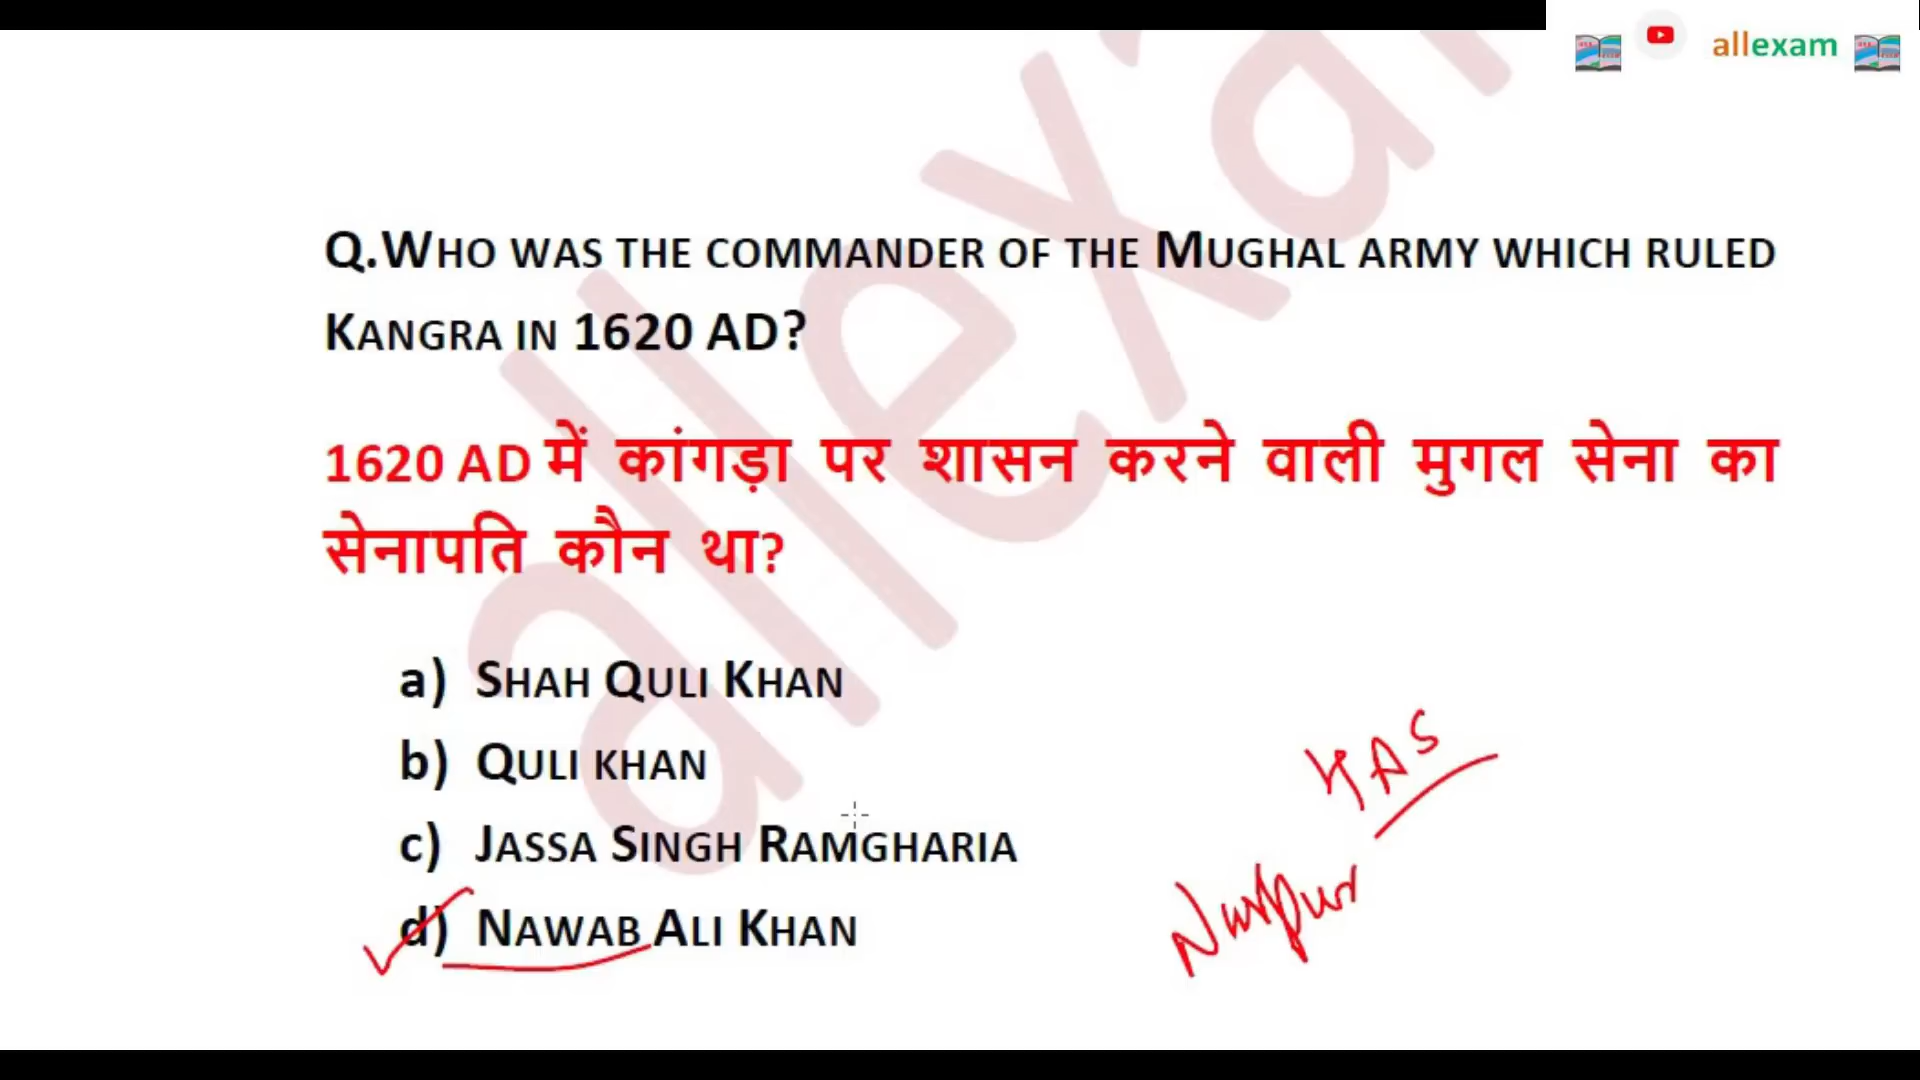 allexam
Q.WHO WAS THE COMMANDER OF THE MUGHAL ARMY WHICH RULED
KANGRA IN 1620 AD?
1620 AD में कांगड़ा पर शासन करने वाली मुगल सेना का
सेनापति कौन था?
a) SHAH QULI KHAN
b) QULI KHAN
c) JASSA SINGH RAMGHARIA
d) NAWAB ALI KHAN
Nurpur